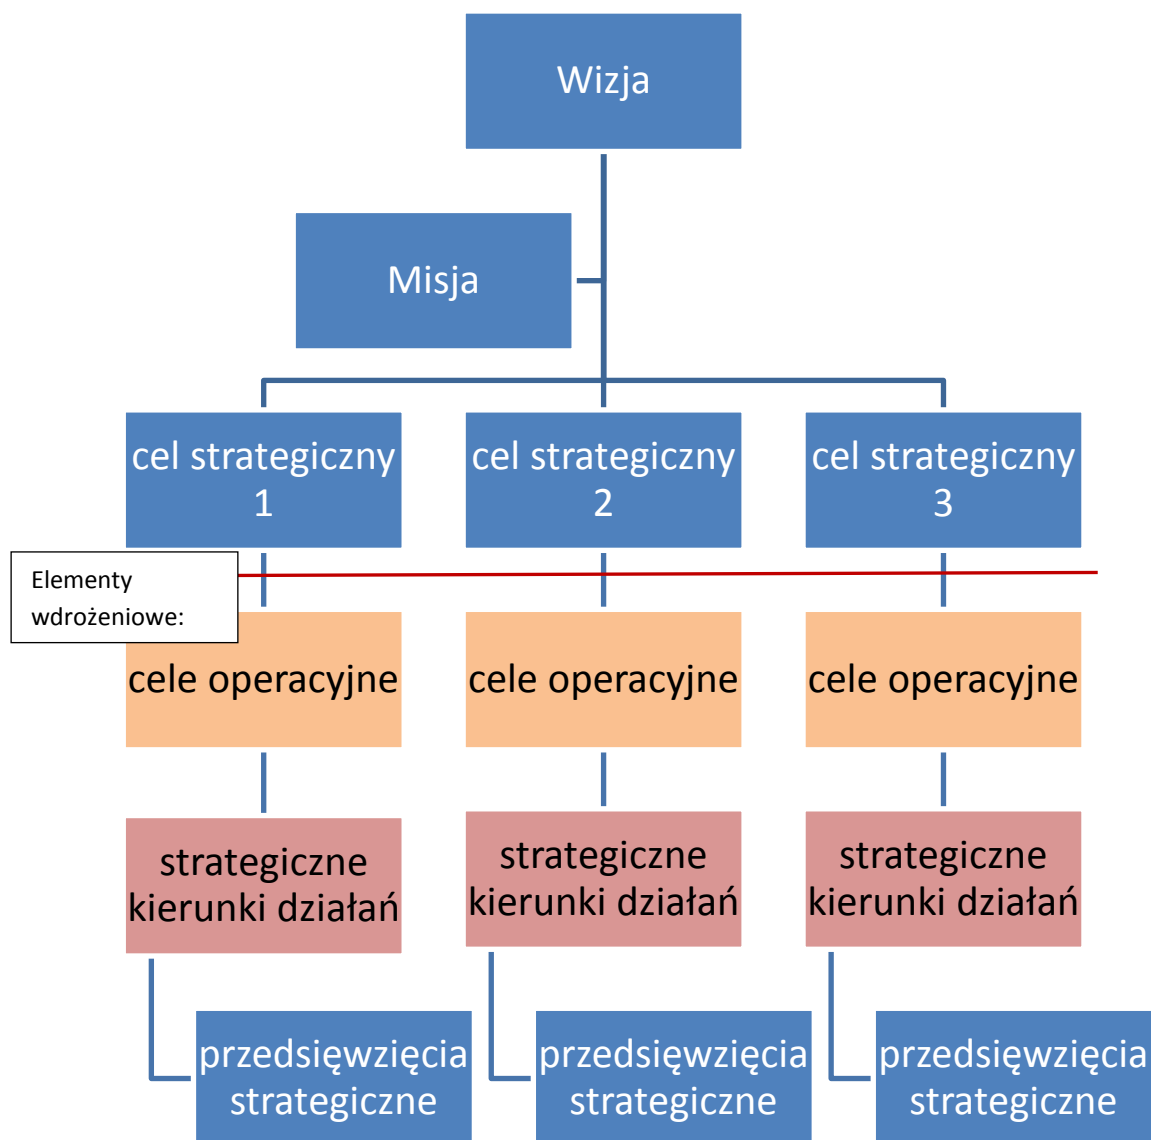 Wizja
Misja
cel strategiczny
1
cel strategiczny
2
cel strategiczny
3
Elementy
wdrożeniowe:
cele operacyjne
cele operacyjne
cele operacyjne
strategiczne
kierunki działań
strategiczne
kierunki działań
strategiczne
kierunki działań
przedsięwzięcia
strategiczne
przedsięwzięcia
strategiczne
przedsięwzięcia
strategiczne